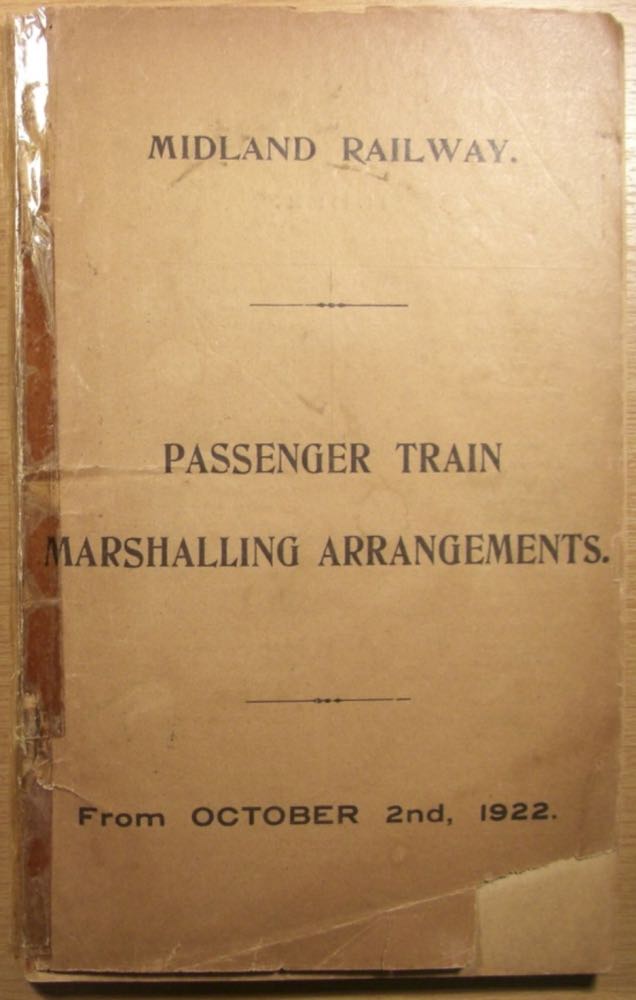 MIDLAND RAILWAY.
PASSENGER TRAIN
MARSHALLING ARRANGEMENTS.
From OCTOBER 2nd, 1922.